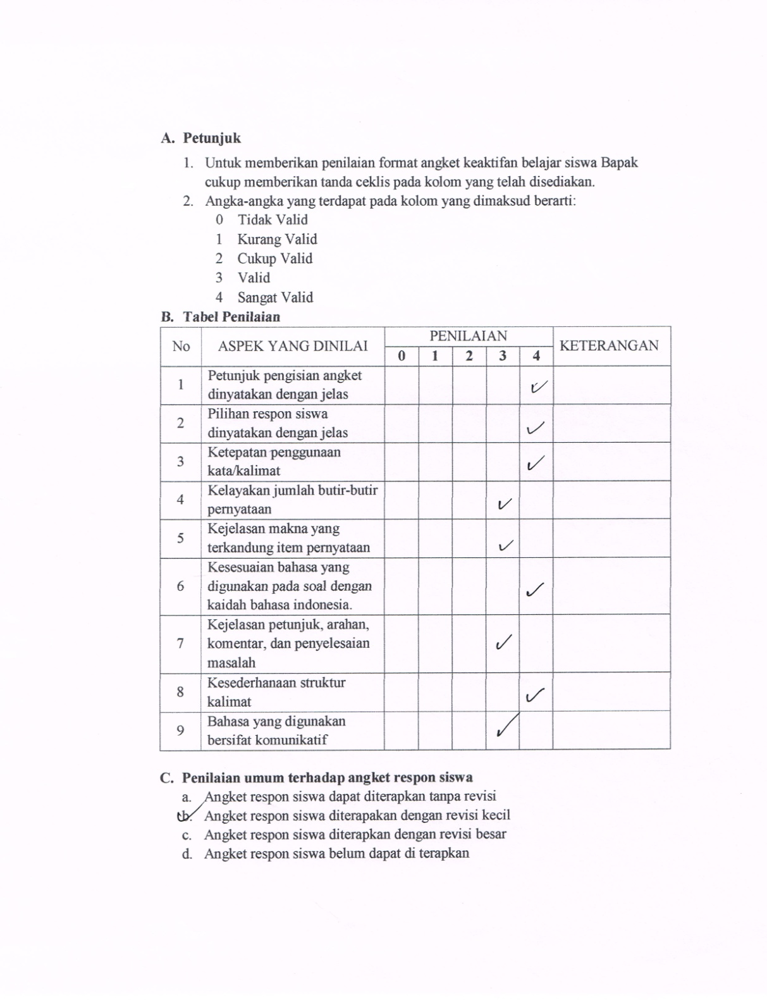 A. Petunjuk
1. Untuk memberikan penilaian format angket keaktifan belajar siswa Bapak
cukup memberikan tanda ceklis pada kolom yang telah disediakan.
2. Angka-angka yang terdapat pada kolom yang dimaksud berarti:
0 Tidak Valid
1 Kurang Valid
2 Cukup Valid
3 Valid
4 Sangat Valid
B. Tabel Penilaian
No ASPEK YANG DINILAI PENILAIAN KETERANGAN
0 1 2 3 4
1 Petunjuk pengisian angket
dinyatakan dengan jelas ✓
2 Pilihan respon siswa
dinyatakan dengan jelas ✓
3 Ketepatan penggunaan
kata/kalimat ✓
4 Kelayakan jumlah butir-butir
pernyataan ✓
5 Kejelasan makna yang
terkandung item pernyataan ✓
6 Kesesuaian bahasa yang
digunakan pada soal dengan ✓
kaidah bahasa indonesia.
7 Kejelasan petunjuk, arahan,
komentar, dan penyelesaian ✓
masalah
8 Kesederhanaan struktur
kalimat ✓
9 Bahasa yang digunakan
bersifat komunikatif ✓
C. Penilaian umum terhadap angket respon siswa
a. Angket respon siswa dapat diterapkan tanpa revisi
b. Angket respon siswa diterapakan dengan revisi kecil
c. Angket respon siswa diterapkan dengan revisi besar
d. Angket respon siswa belum dapat di terapkan